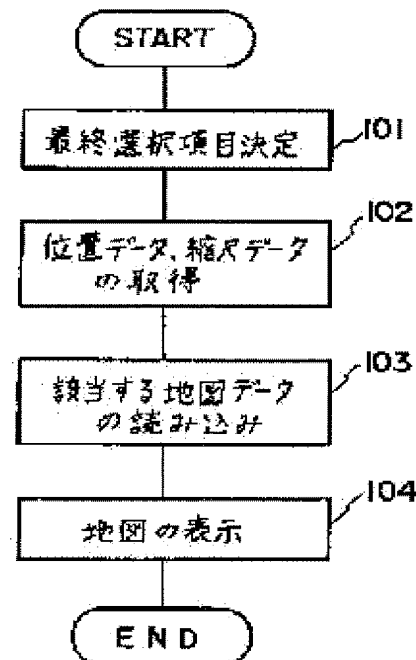 START
最終選択項目決定
101
位置データ、縮尺データ
の取得
102
該当する地図データ
の読み込み
103
地図の表示
104
END